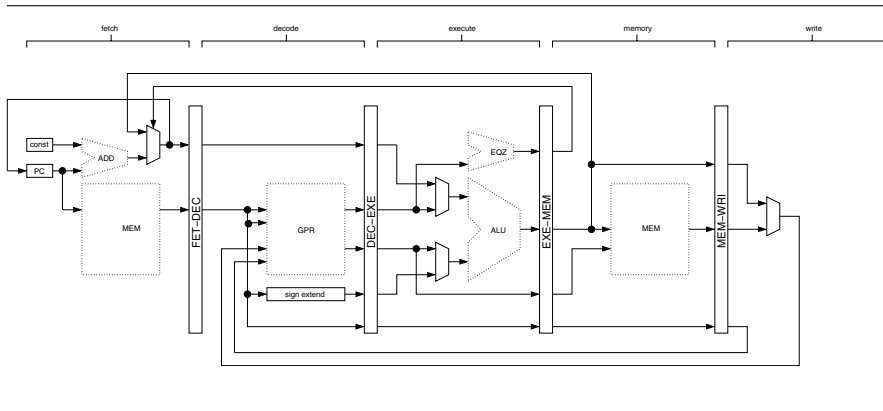 fetch
decode
execute
memory
write
const
ADD
PC
MEM
FET-DEC
GPR
sign extend
DEC-EXE
EQZ
ALU
EXE-MEM
MEM
MEM-WRI